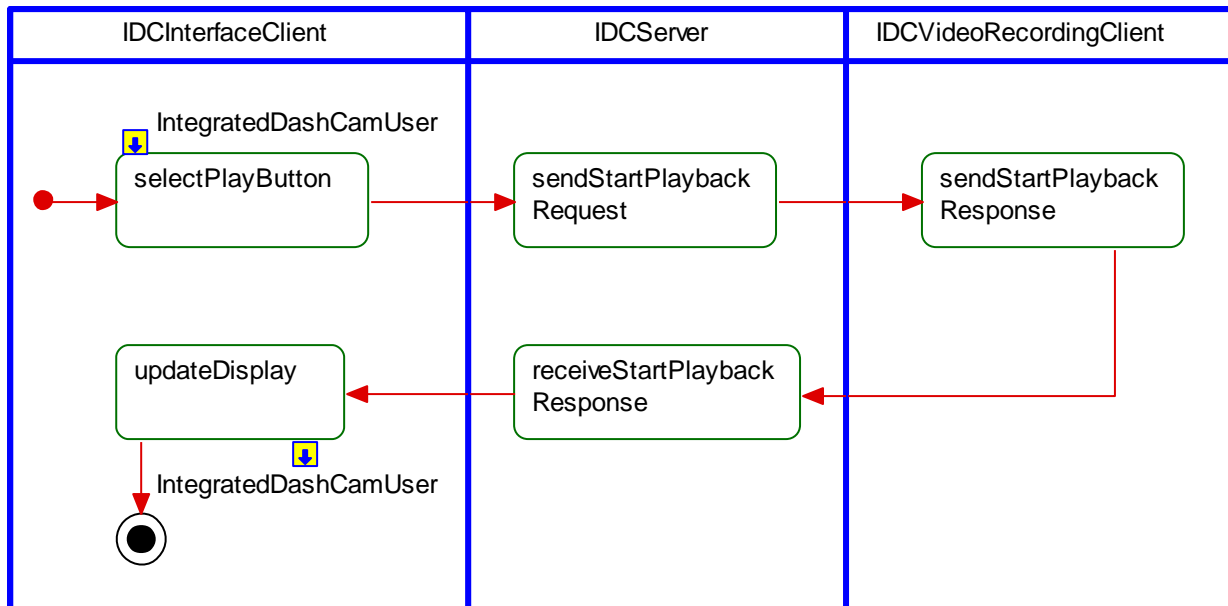 IDCInterfaceClient
IDCServer
IDCVideoRecordingClient
IntegratedDashCamUser
selectPlayButton
sendStartPlayback
Request
sendStartPlayback
Response
updateDisplay
receiveStartPlayback
Response
IntegratedDashCamUser